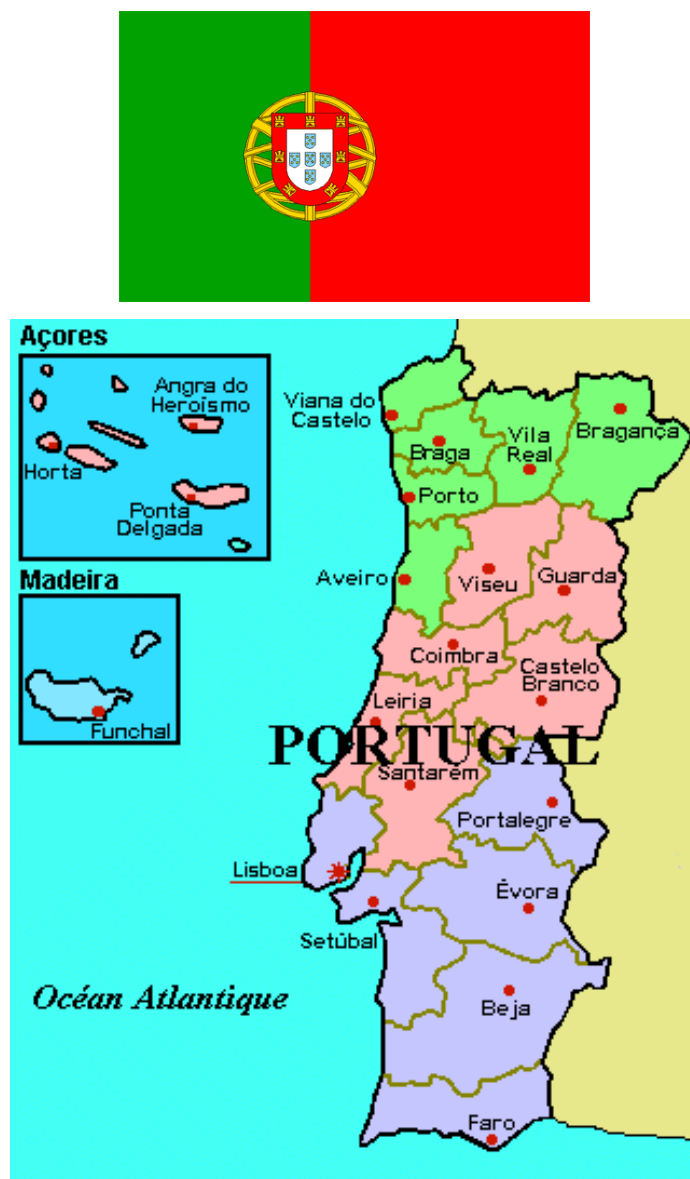 Açores
Angra do
Heroísmo
Horta
Ponta
Delgada
Madeira
Funchal
Viana do
Castelo
Braga
Vila
Real
Bragança
Porto
Aveiro
Viseu
Guarda
Coimbra
Castelo
Branco
Leiria
PORTUGAL
Santarém
Portalegre
Lisboa
Évora
Setúbal
Océan Atlantique
Beja
Faro